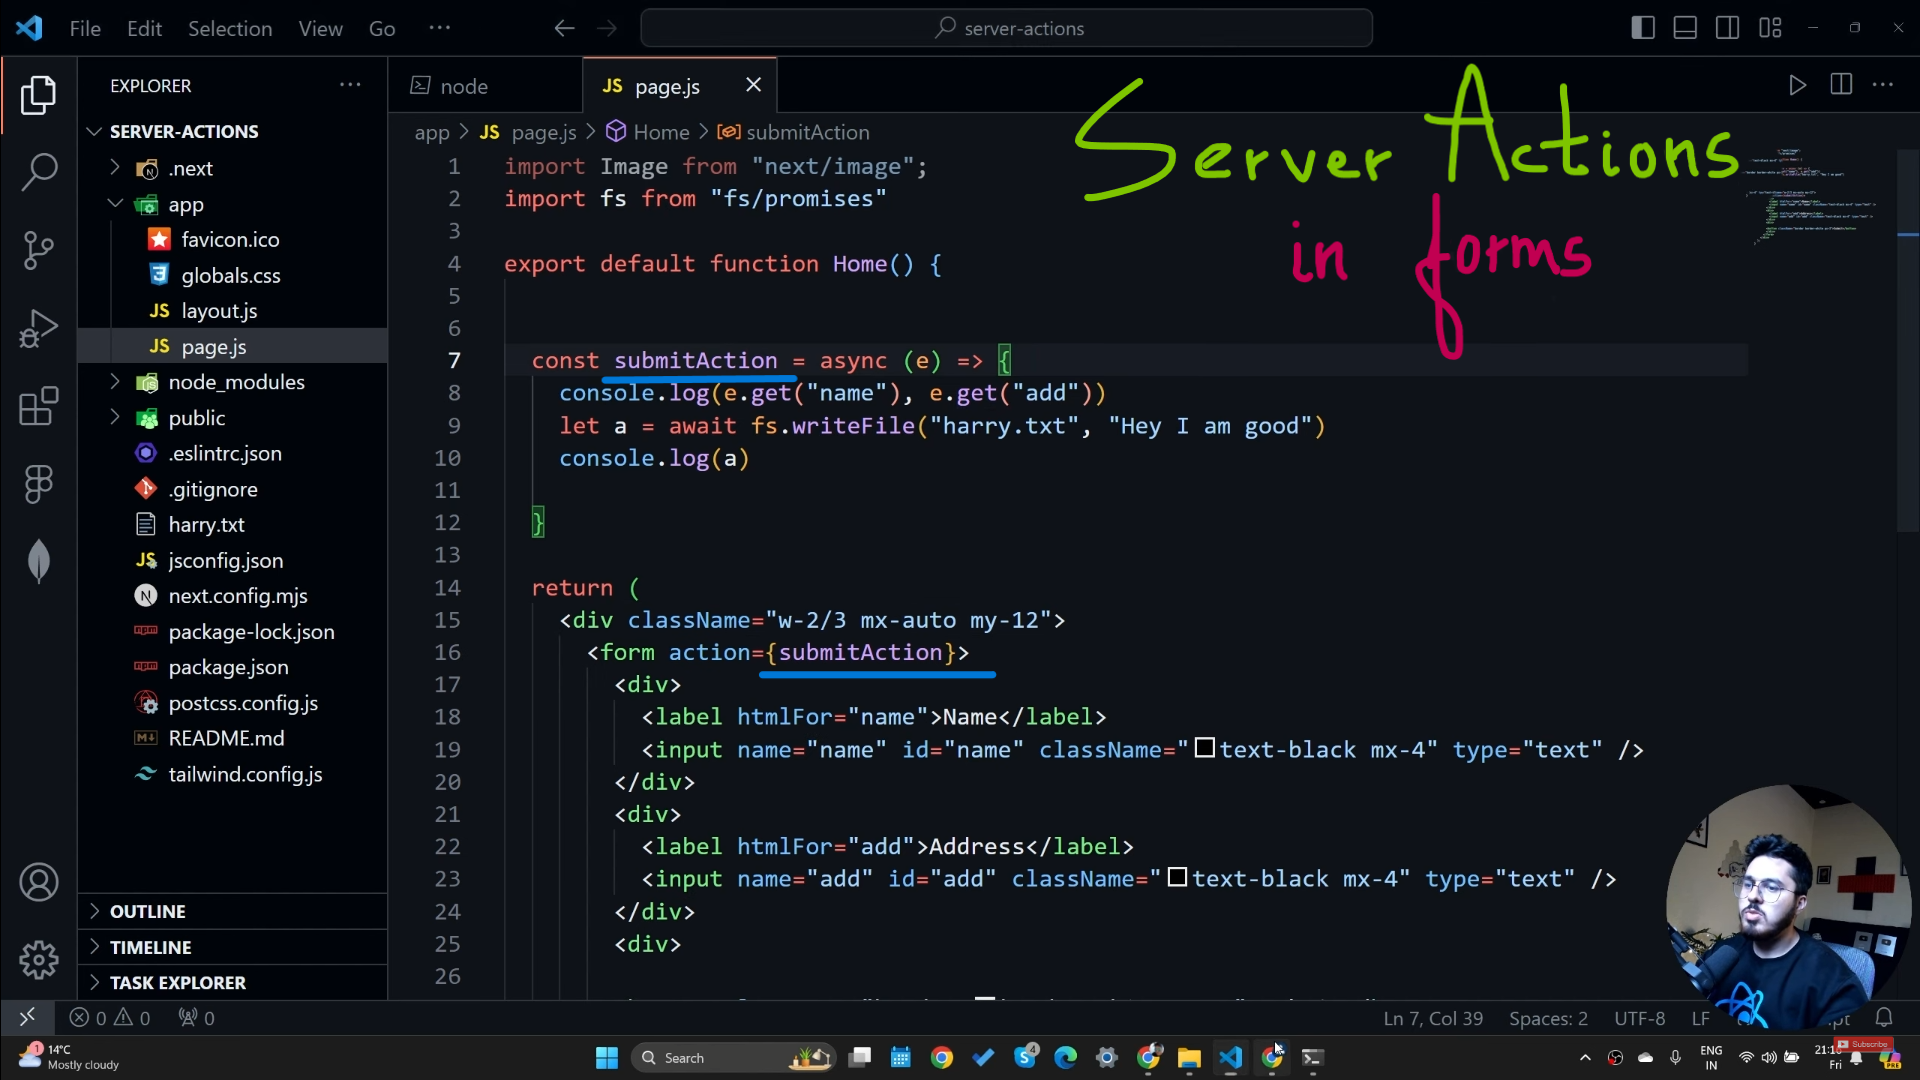 File Edit Selection View Go ···
server-actions
EXPLORER ···
SERVER-ACTIONS
.next
app
favicon.ico
globals.css
layout.js
page.js
node_modules
public
.eslintrc.json
.gitignore
harry.txt
jsconfig.json
next.config.mjs
package-lock.json
package.json
postcss.config.js
README.md
tailwind.config.js
OUTLINE
TIMELINE
TASK EXPLORER
node
JS page.js
app > JS page.js > Home > submitAction
Server Actions
in forms
1 import Image from "next/image";
2 import fs from "fs/promises"
3
4 export default function Home() {
5
6
7 const submitAction = async (e) => {
8 console.log(e.get("name"), e.get("add"))
9 let a = await fs.writeFile("harry.txt", "Hey I am good")
10 console.log(a)
11
12 }
13
14 return (
15 <div className="w-2/3 mx-auto my-12">
16 <form action={submitAction}>
17 <div>
18 <label htmlFor="name">Name</label>
19 <input name="name" id="name" className="text-black mx-4" type="text" />
20 </div>
21 <div>
22 <label htmlFor="add">Address</label>
23 <input name="add" id="add" className="text-black mx-4" type="text" />
24 </div>
25 <div>
26
0 0 0
Ln 7, Col 39 Spaces: 2 UTF-8 LF
14°C
Mostly cloudy
Search
ENG
IN
Fri
Subscribe